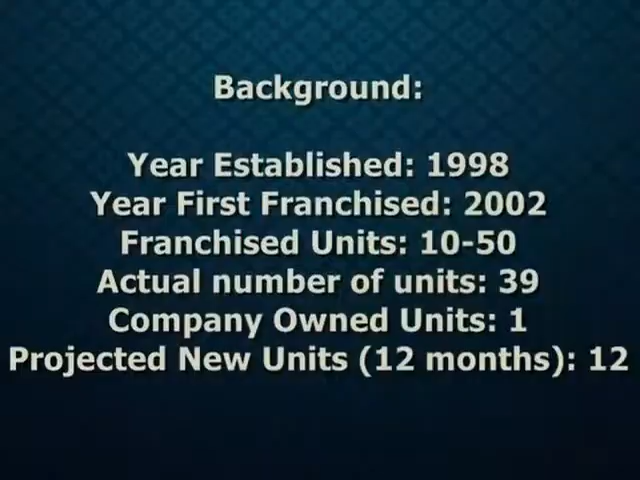 Background:
Year Established: 1998
Year First Franchised: 2002
Franchised Units: 10-50
Actual number of units: 39
Company Owned Units: 1
Projected New Units (12 months): 12